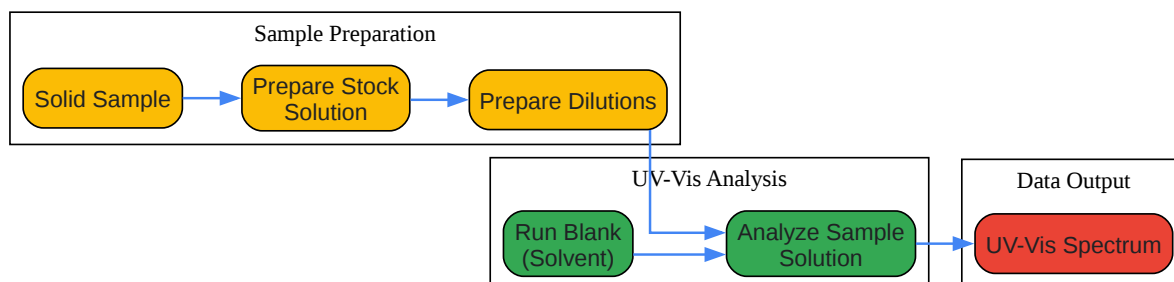 Sample Preparation
Solid Sample
Prepare Stock
Solution
Prepare Dilutions
UV-Vis Analysis
Run Blank
(Solvent)
Analyze Sample
Solution
Data Output
UV-Vis Spectrum